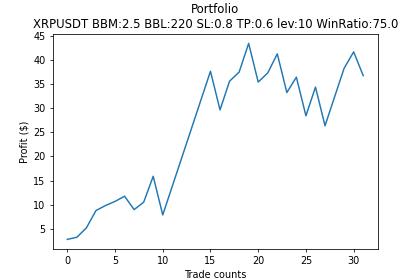 Portfolio
XRPUSDT BBM:2.5 BBL:220 SL:0.8 TP:0.6 lev:10 WinRatio:75.0
45
40
35
30
25
20
15
10
5
Profit ($)
0 5 10 15 20 25 30
Trade counts